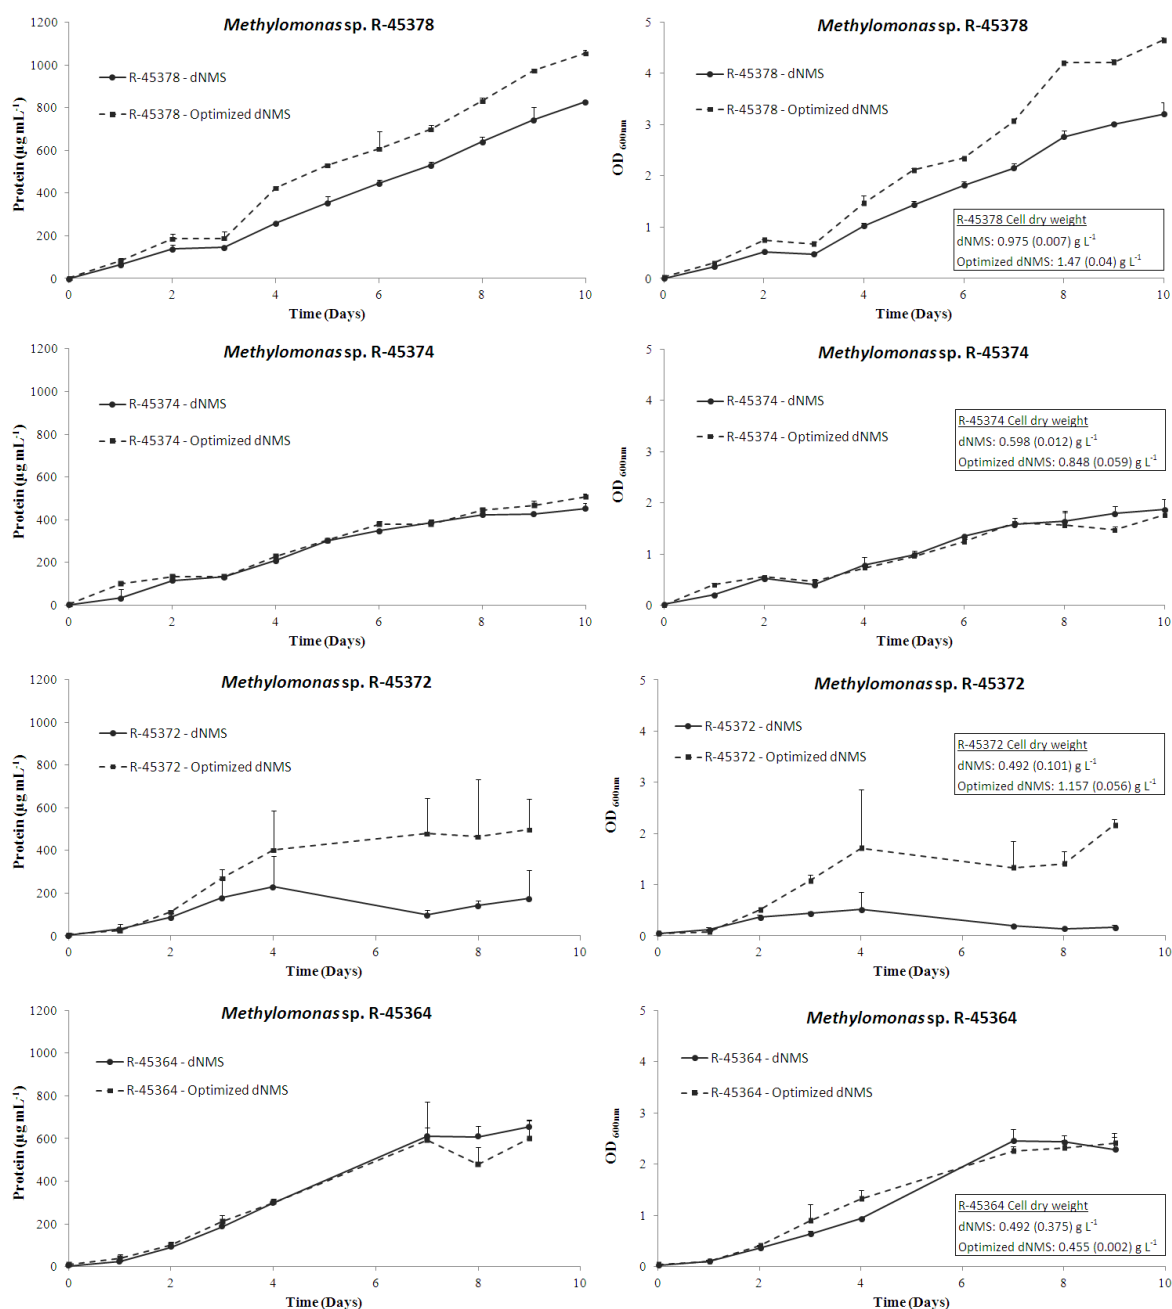 Methylomonas sp. R-45378
1200
1000
800
600
400
200
0
Protein (µg mL-1)
R-45378 - dNMS
R-45378 - Optimized dNMS
0 2 4 6 8 10
Time (Days)
Methylomonas sp. R-45378
5
4
3
2
1
0
OD 600nm
R-45378 - dNMS
R-45378 - Optimized dNMS
R-45378 Cell dry weight
dNMS: 0.975 (0.007) g L-1
Optimized dNMS: 1.47 (0.04) g L-1
0 2 4 6 8 10
Time (Days)
Methylomonas sp. R-45374
1200
1000
800
600
400
200
0
Protein (µg mL-1)
R-45374 - dNMS
R-45374 - Optimized dNMS
0 2 4 6 8 10
Time (Days)
Methylomonas sp. R-45374
5
4
3
2
1
0
OD 600nm
R-45374 - dNMS
R-45374 - Optimized dNMS
R-45374 Cell dry weight
dNMS: 0.598 (0.012) g L-1
Optimized dNMS: 0.848 (0.059) g L-1
0 2 4 6 8 10
Time (Days)
Methylomonas sp. R-45372
1200
1000
800
600
400
200
0
Protein (µg mL-1)
R-45372 - dNMS
R-45372 - Optimized dNMS
0 2 4 6 8 10
Time (Days)
Methylomonas sp. R-45372
5
4
3
2
1
0
OD 600nm
R-45372 - dNMS
R-45372 - Optimized dNMS
R-45372 Cell dry weight
dNMS: 0.492 (0.101) g L-1
Optimized dNMS: 1.157 (0.056) g L-1
0 2 4 6 8 10
Time (Days)
Methylomonas sp. R-45364
1200
1000
800
600
400
200
0
Protein (µg mL-1)
R-45364 - dNMS
R-45364 - Optimized dNMS
0 2 4 6 8 10
Time (Days)
Methylomonas sp. R-45364
5
4
3
2
1
0
OD 600nm
R-45364 - dNMS
R-45364 - Optimized dNMS
R-45364 Cell dry weight
dNMS: 0.492 (0.375) g L-1
Optimized dNMS: 0.455 (0.002) g L-1
0 2 4 6 8 10
Time (Days)